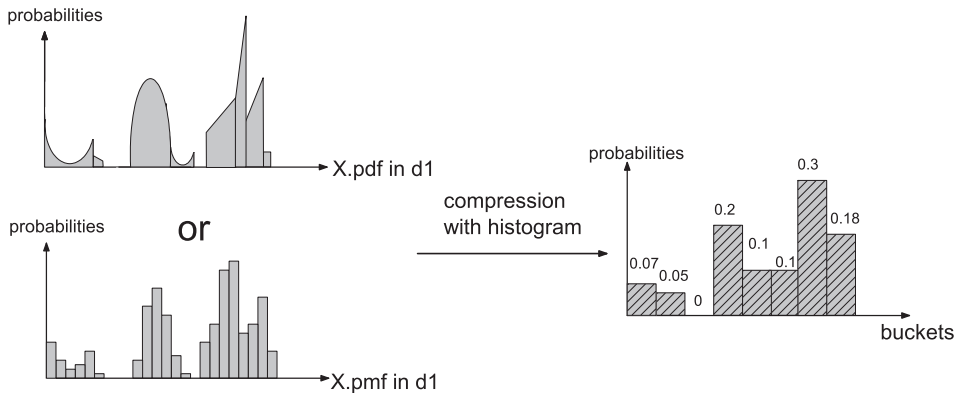 probabilities
X.pdf in d1
or
probabilities
X.pmf in d1
compression
with histogram
probabilities
0.07
0.05
0
0.2
0.1
0.1
0.3
0.18
buckets